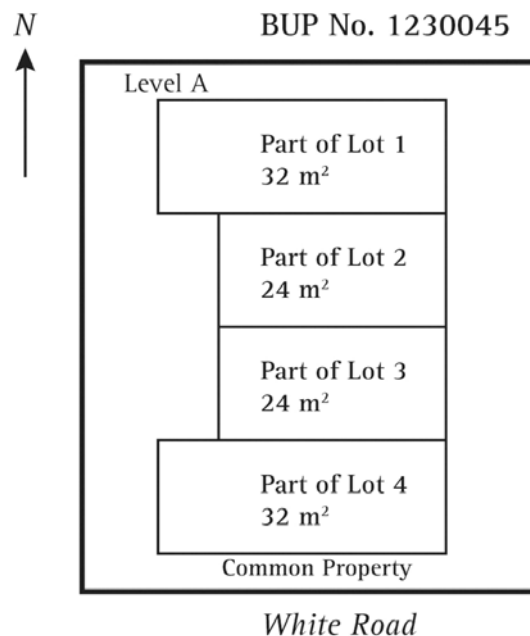 N
BUP No. 1230045
Level A
Part of Lot 1
32 m²
Part of Lot 2
24 m²
Part of Lot 3
24 m²
Part of Lot 4
32 m²
Common Property
White Road